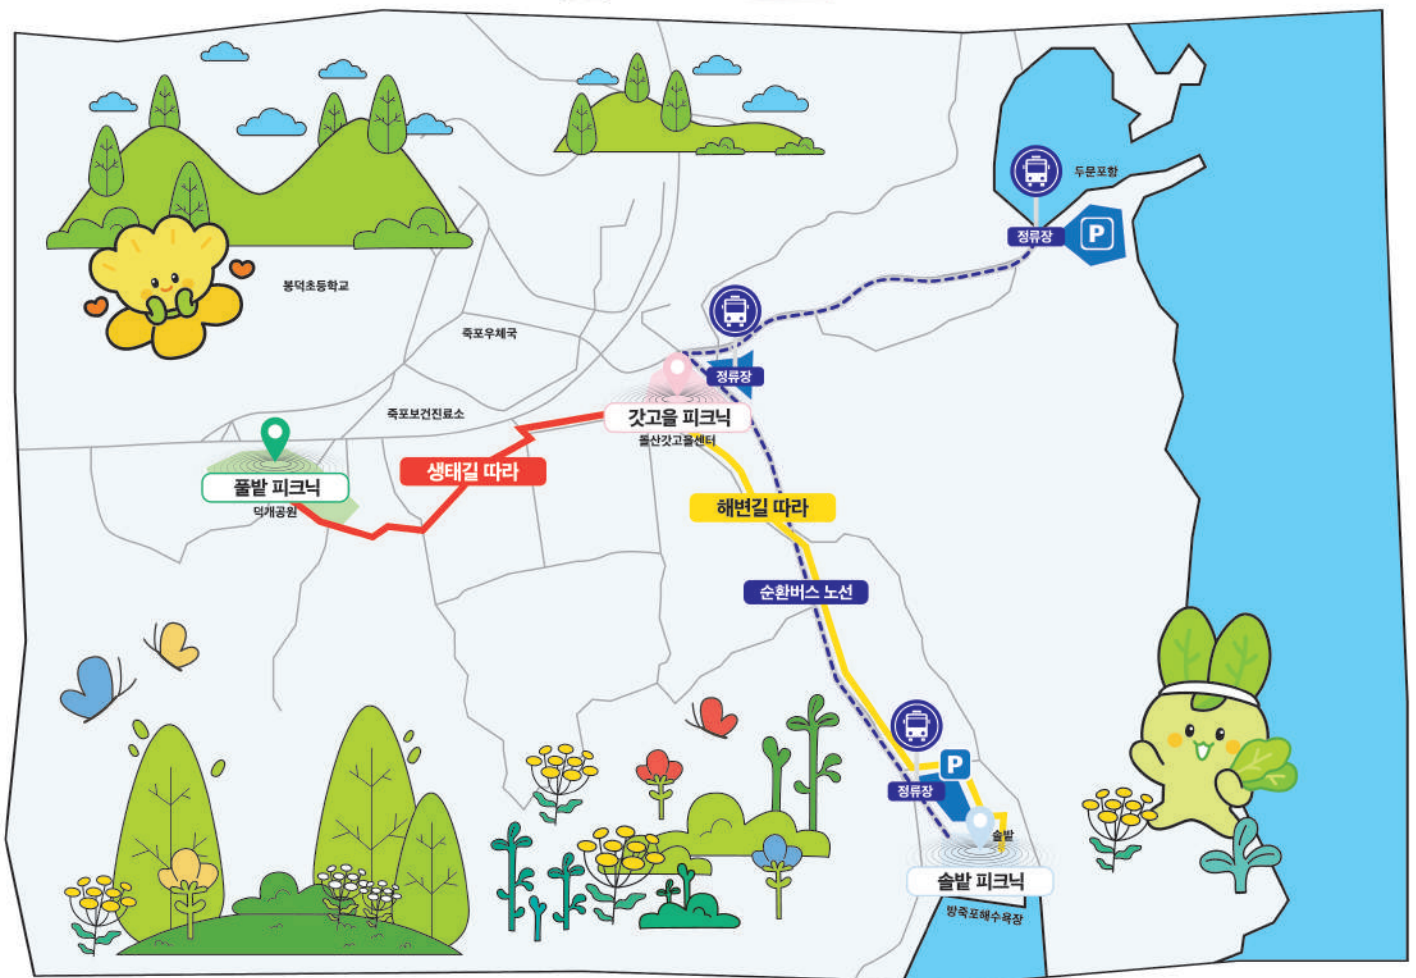 두문포항
정류장
P
봉덕초등학교
죽포우체국
정류장
죽포보건진료소
갓고을 피크닉
돌산갓고을센터
생태길 따라
풀밭 피크닉
덕개공원
해변길 따라
순환버스 노선
P
정류장
솔밭
솔밭 피크닉
방죽포해수욕장